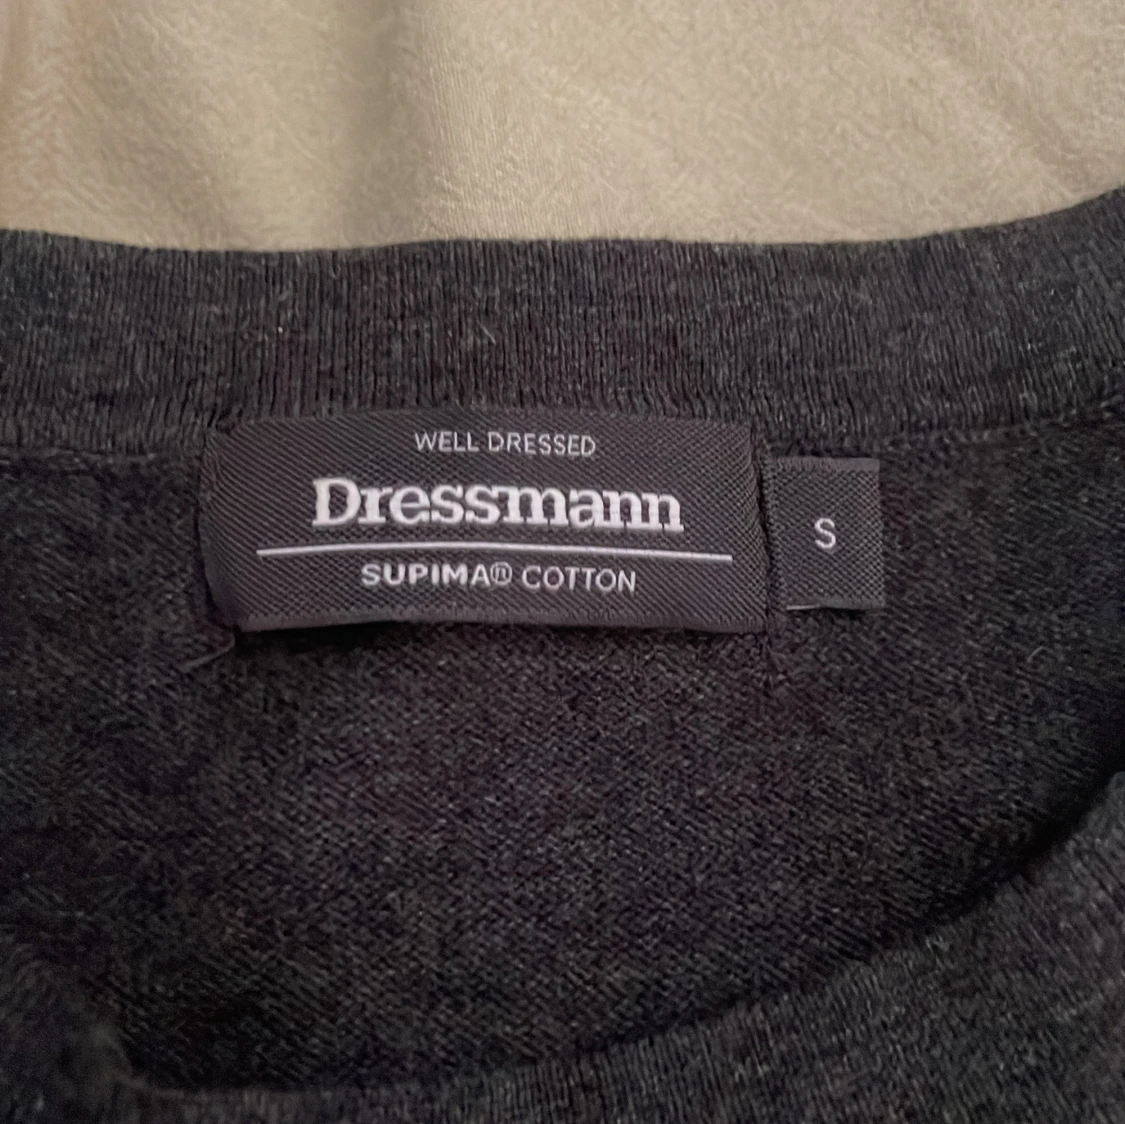 WELL DRESSED
Dressmann
SUPIMA® COTTON
S